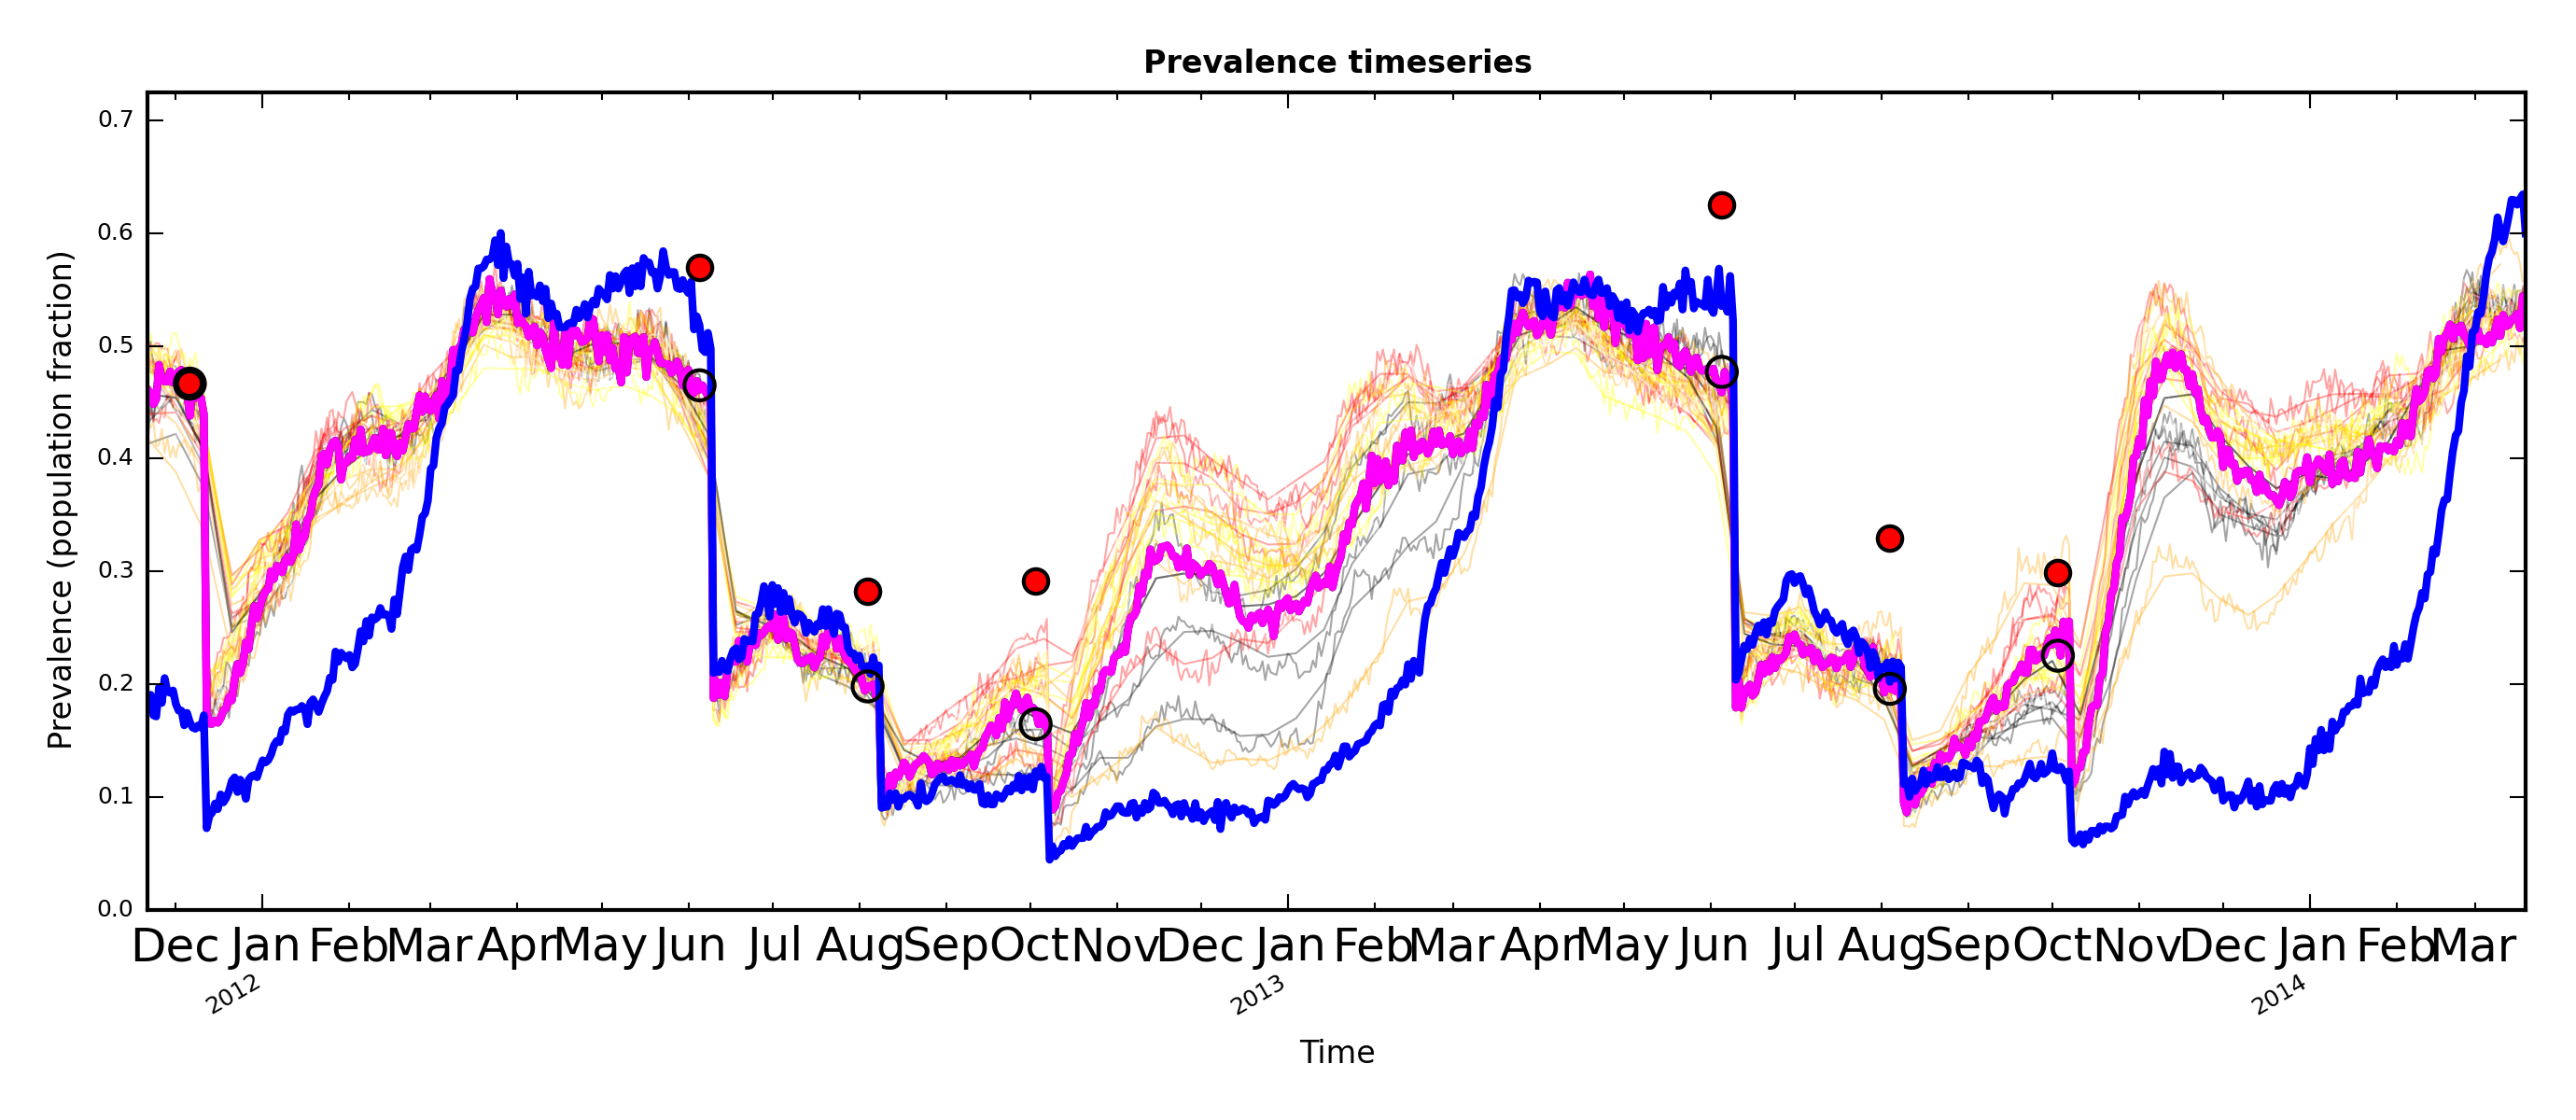 Prevalence timeseries
0.7
0.6
0.5
0.4
0.3
0.2
0.1
0.0
Prevalence (population fraction)
Dec Jan Feb Mar Apr May Jun Jul Aug Sep Oct Nov Dec Jan Feb Mar Apr May Jun Jul Aug Sep Oct Nov Dec Jan Feb Mar
2012 2013 2014
Time